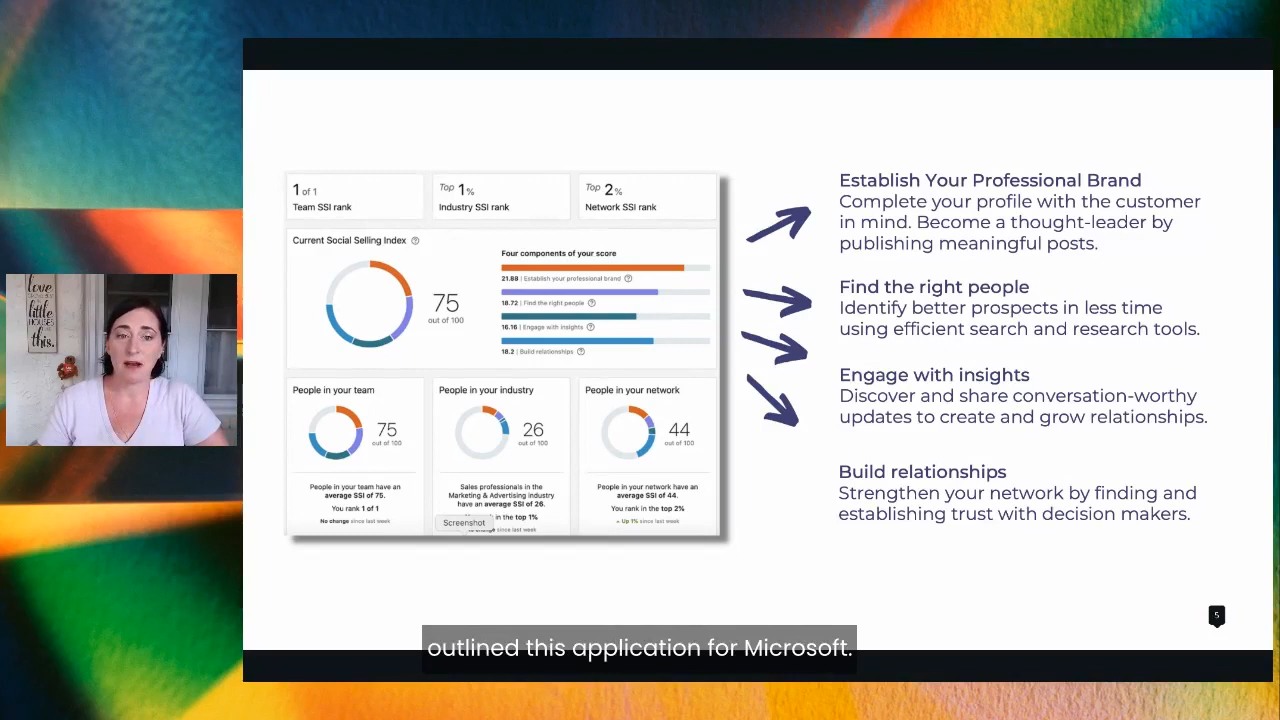 love
little
HOUSES
this.
1 of 1
Team SSI rank
Top 1%
Industry SSI rank
Top 2%
Network SSI rank
Current Social Selling Index
75
out of 100
Four components of your score
21.88 | Establish your professional brand
18.72 | Find the right people
16.16 | Engage with insights
18.2 | Build relationships
People in your team
75
out of 100
People in your team have an
average SSI of 75.
You rank 1 of 1
No change since last week
People in your industry
26
out of 100
Sales professionals in the
Marketing & Advertising industry
have an average SSI of 26.
in the top 1%
since last week
Screenshot
People in your network
44
out of 100
People in your network have an
average SSI of 44.
You rank in the top 2%
Up 1% since last week
Establish Your Professional Brand
Complete your profile with the customer
in mind. Become a thought-leader by
publishing meaningful posts.
Find the right people
Identify better prospects in less time
using efficient search and research tools.
Engage with insights
Discover and share conversation-worthy
updates to create and grow relationships.
Build relationships
Strengthen your network by finding and
establishing trust with decision makers.
5
outlined this application for Microsoft.